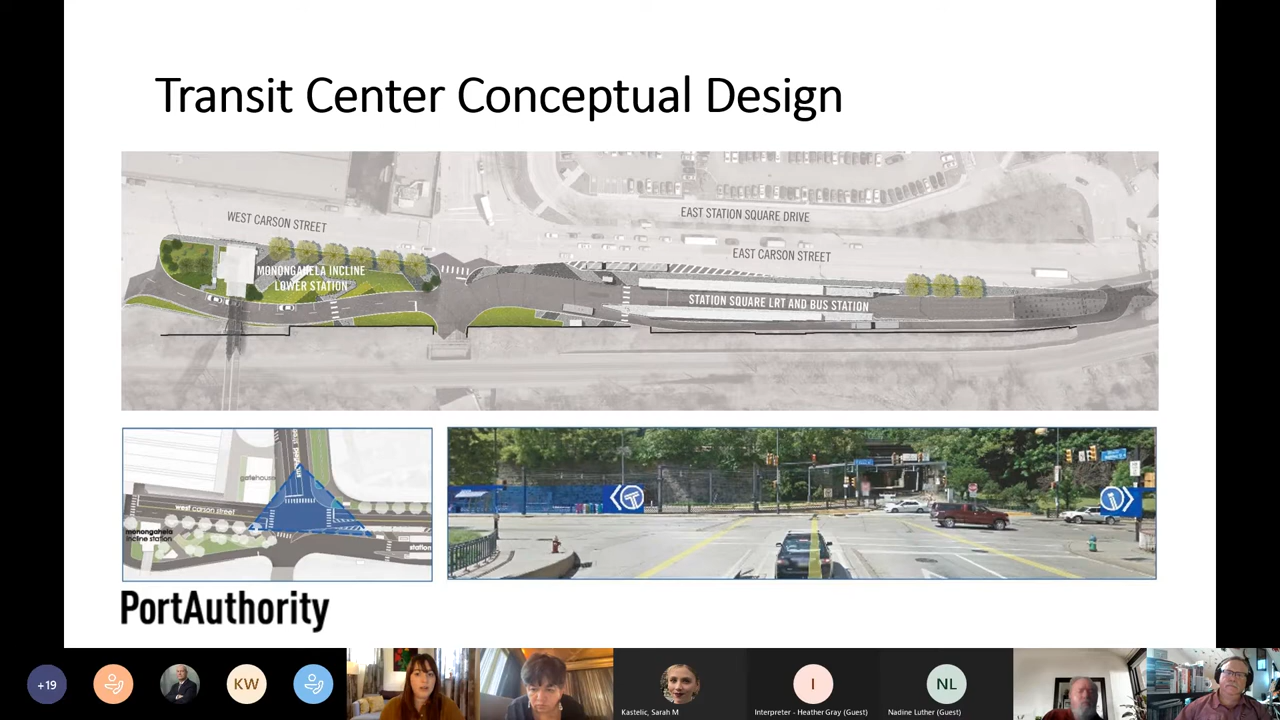 Transit Center Conceptual Design
WEST CARSON STREET
EAST STATION SQUARE DRIVE
EAST CARSON STREET
MONONGAHELA INCLINE
LOWER STATION
STATION SQUARE LRT AND BUS STATION
gatehouse
west carson street
monongahela
incline station
station
PortAuthority
+19
KW
I
NL
Kastelic, Sarah M
Interpreter - Heather Gray (Guest)
Nadine Luther (Guest)